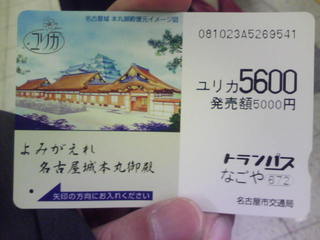 名古屋城 本丸御殿復元イメージ図
ユリカ
081023A5269541
ユリカ5600
発売額5000円
よみがえれ
名古屋城本丸御殿
トランパス
なごや 672
矢印の方向にお入れください
名古屋市交通局